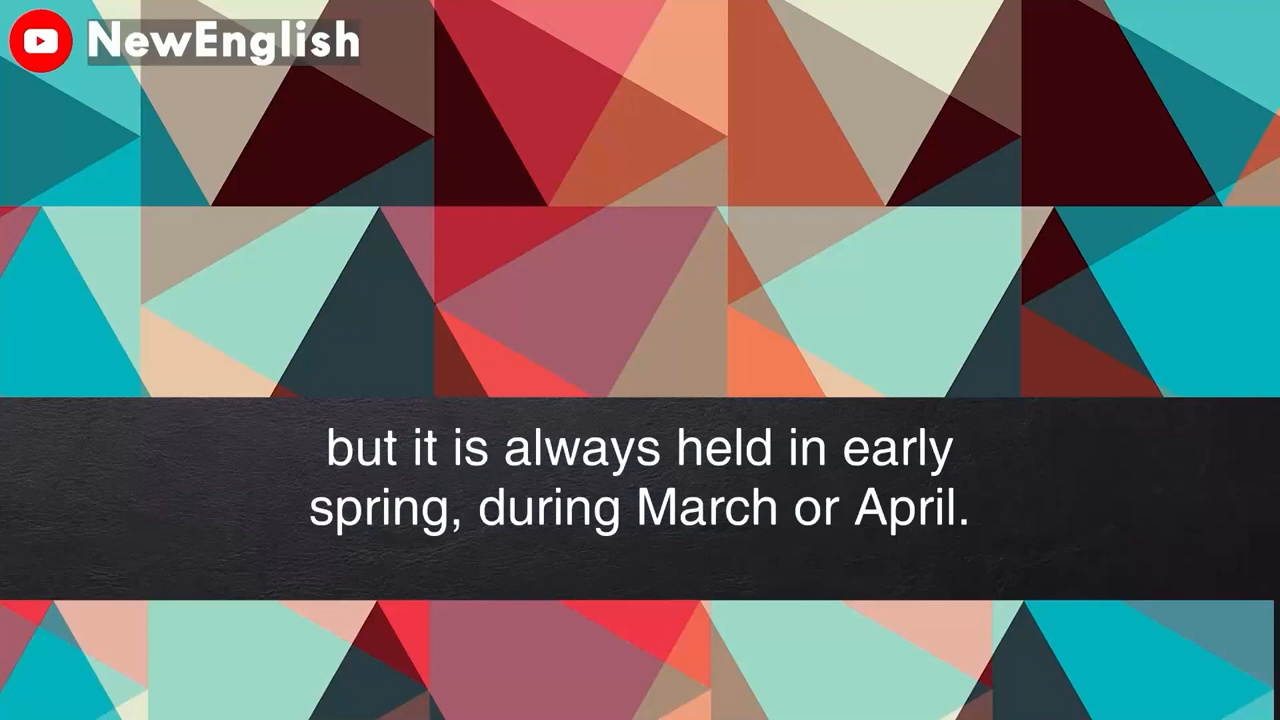 NewEnglish
but it is always held in early
spring, during March or April.